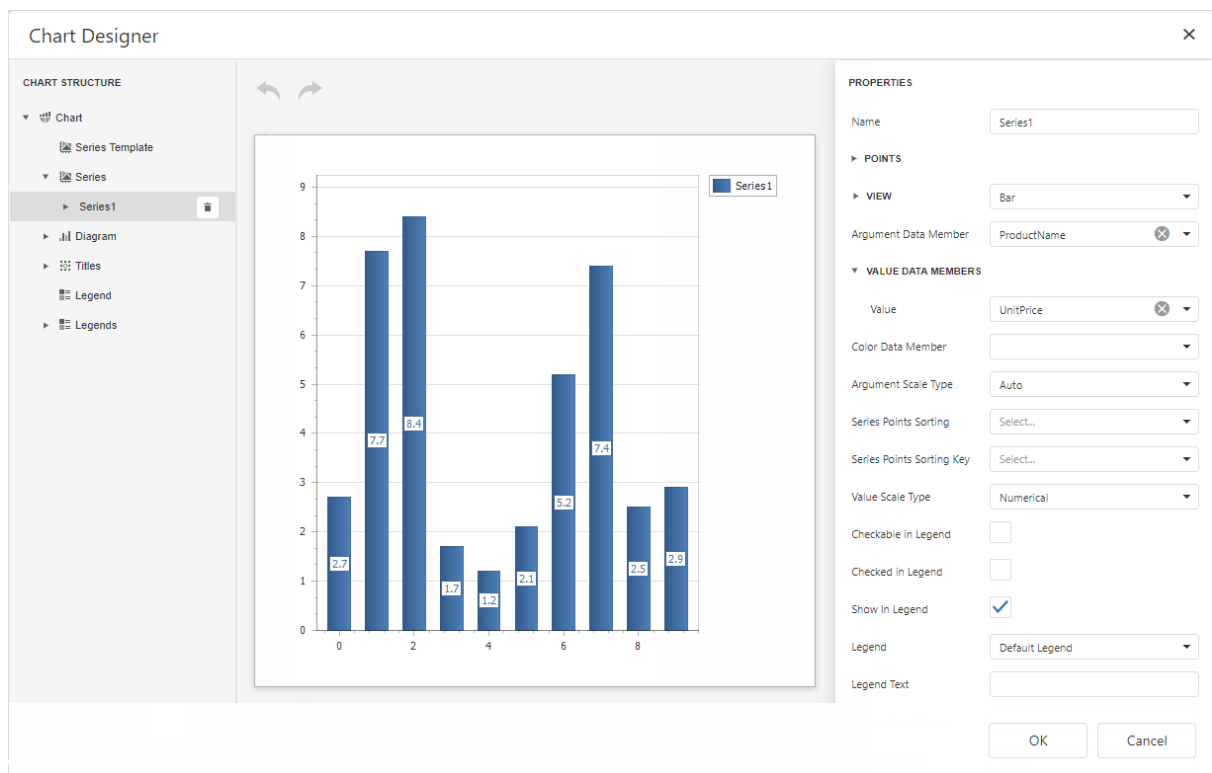 Chart Designer
CHART STRUCTURE
Chart
Series Template
Series
Series1
Diagram
Titles
Legend
Legends
9
8
7
6
5
4
3
2
1
0
2.7
7.7
8.4
1.7
1.2
2.1
5.2
7.4
2.5
2.9
0 2 4 6 8
Series1
PROPERTIES
Name Series1
POINTS
VIEW Bar
Argument Data Member ProductName
VALUE DATA MEMBERS
Value UnitPrice
Color Data Member
Argument Scale Type Auto
Series Points Sorting Select...
Series Points Sorting Key Select...
Value Scale Type Numerical
Checkable in Legend
Checked in Legend
Show In Legend
Legend Default Legend
Legend Text
OK Cancel